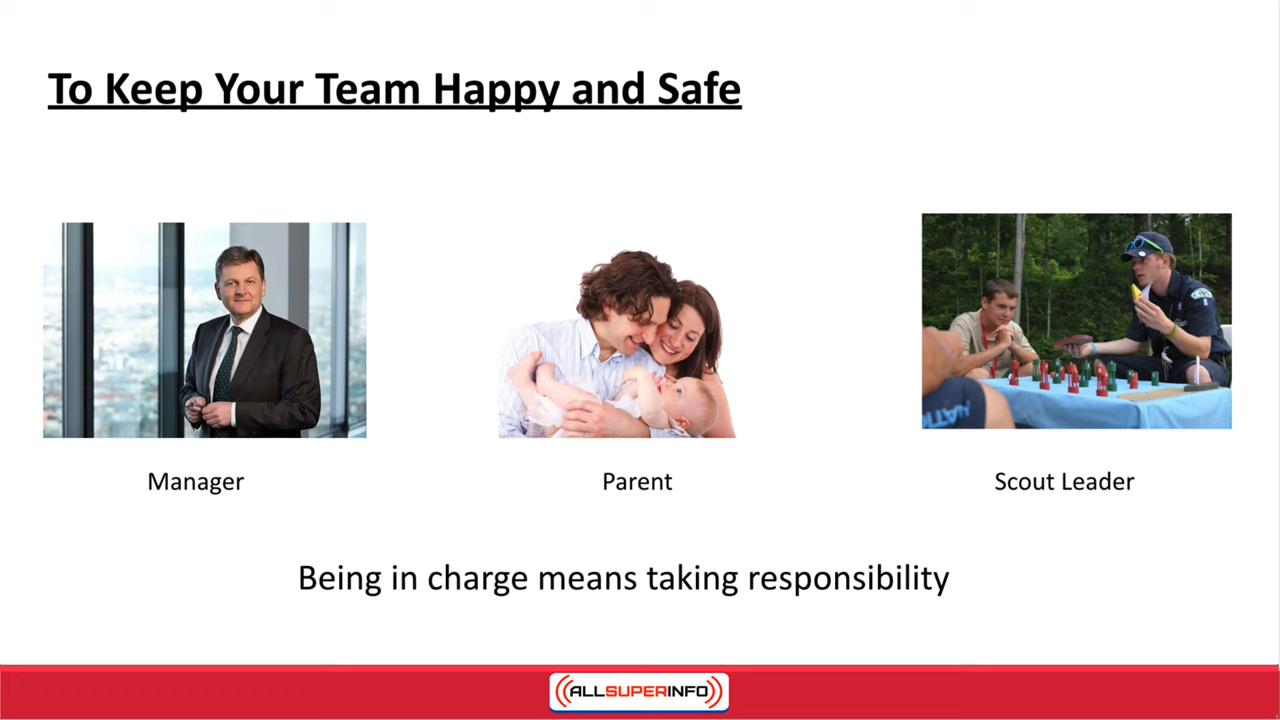 To Keep Your Team Happy and Safe
Manager
Parent
Scout Leader
Being in charge means taking responsibility
ALLSUPERINFO